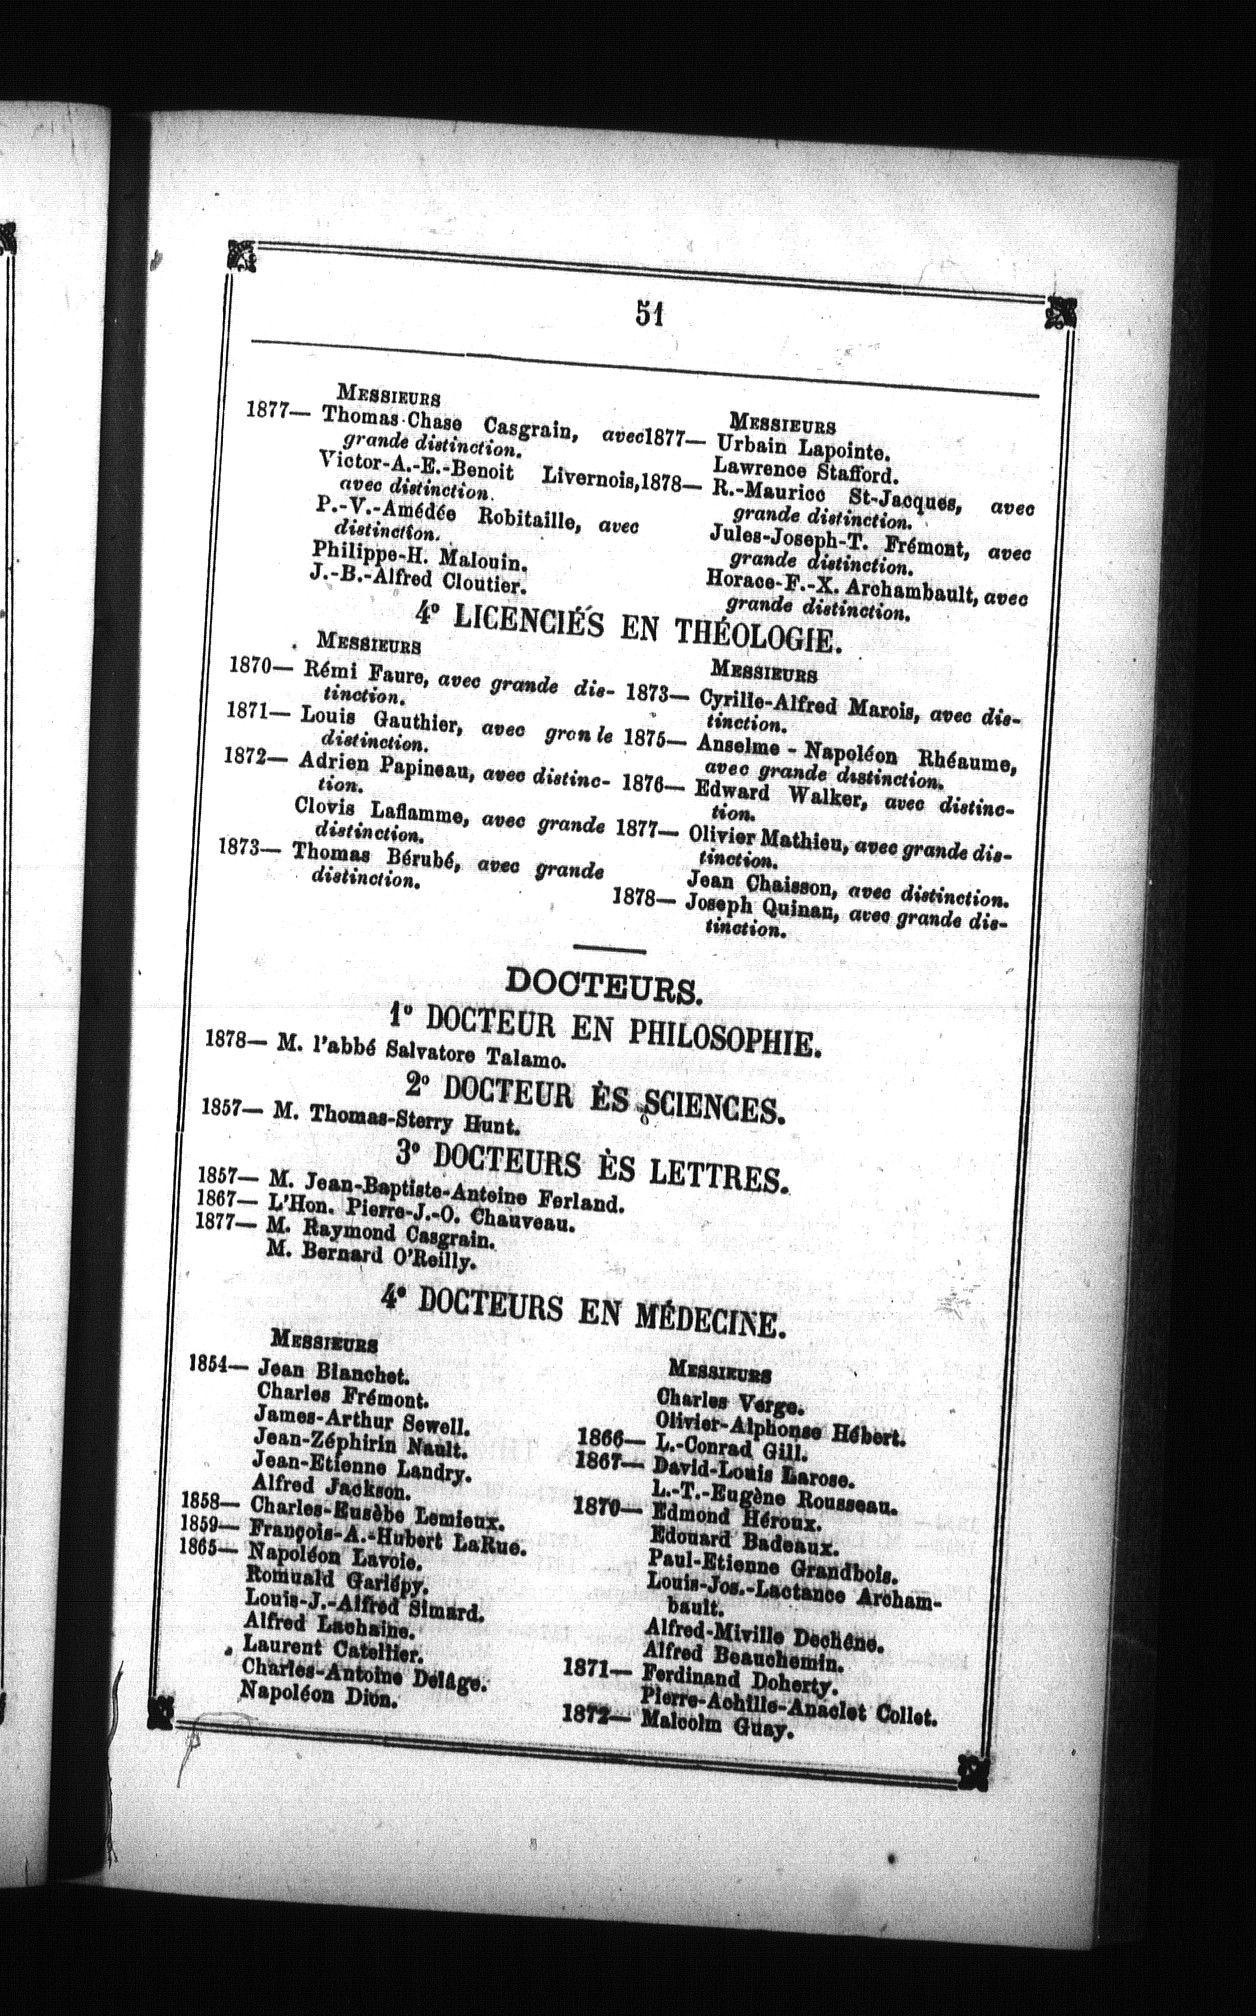 51
MESSIEURS
1877— Thomas-Chase Casgrain, avec
grande distinction.
Victor-A.-E.-Benoit Livernois,
avec distinction.
P.-V.-Amédée Robitaille, avec
distinction.
Philippe-H. Malouin.
J.-B.-Alfred Cloutier.
MESSIEURS
1877— Urbain Lapointe.
Lawrence Stafford.
1878— R.-Maurice St-Jacques, avec
grande distinction.
Jules-Joseph-T. Frémont, avec
grande distinction.
Horace-F.-X. Archambault, avec
grande distinction.
4° LICENCIÉS EN THÉOLOGIE.
MESSIEURS
1870— Rémi Faure, avec grande dis-
tinction.
1871— Louis Gauthier, avec gran le
distinction.
1872— Adrien Papineau, avec distinc-
tion.
Clovis Laflamme, avec grande
distinction.
1873— Thomas Bérubé, avec grande
distinction.
MESSIEURS
1873— Cyrille-Alfred Marois, avec dis-
tinction.
1875— Anselme - Napoléon Rhéaume,
avec grande distinction.
1876— Edward Walker, avec distinc-
tion.
1877— Olivier Mathieu, avec grande dis-
tinction.
Jean Chaisson, avec distinction.
1878— Joseph Quinan, avec grande dis-
tinction.
DOCTEURS.
1° DOCTEUR EN PHILOSOPHIE.
1878— M. l'abbé Salvatore Talamo.
2° DOCTEUR ÈS SCIENCES.
1857— M. Thomas-Sterry Hunt.
3° DOCTEURS ÈS LETTRES.
1857— M. Jean-Baptiste-Antoine Ferland.
1867— L'Hon. Pierre-J.-O. Chauveau.
1877— M. Raymond Casgrain.
M. Bernard O'Reilly.
4° DOCTEURS EN MÉDECINE.
MESSIEURS
1854— Jean Blanchet.
Charles Frémont.
James-Arthur Sewell.
Jean-Zéphirin Nault.
Jean-Etienne Landry.
Alfred Jackson.
1858— Charles-Eusèbe Lemieux.
1859— François-A.-Hubert LaRue.
1865— Napoléon Lavoie.
Romuald Gariépy.
Louis-J.-Alfred Simard.
Alfred Lachaine.
Laurent Catellier.
Charles-Antoine Delâge.
Napoléon Dion.
MESSIEURS
Charles Verge.
Olivier-Alphonse Hébert.
1866— L.-Conrad Gill.
1867— David-Louis Larose.
L.-T.-Eugène Rousseau.
1870— Edmond Héroux.
Edouard Badeaux.
Paul-Etienne Grandbois.
Louis-Jos.-Lactance Archam-
bault.
Alfred-Miville Dechêne.
Alfred Beauchemin.
1871— Ferdinand Doherty.
Pierre-Achille-Anaclet Collet.
1872— Malcolm Guay.